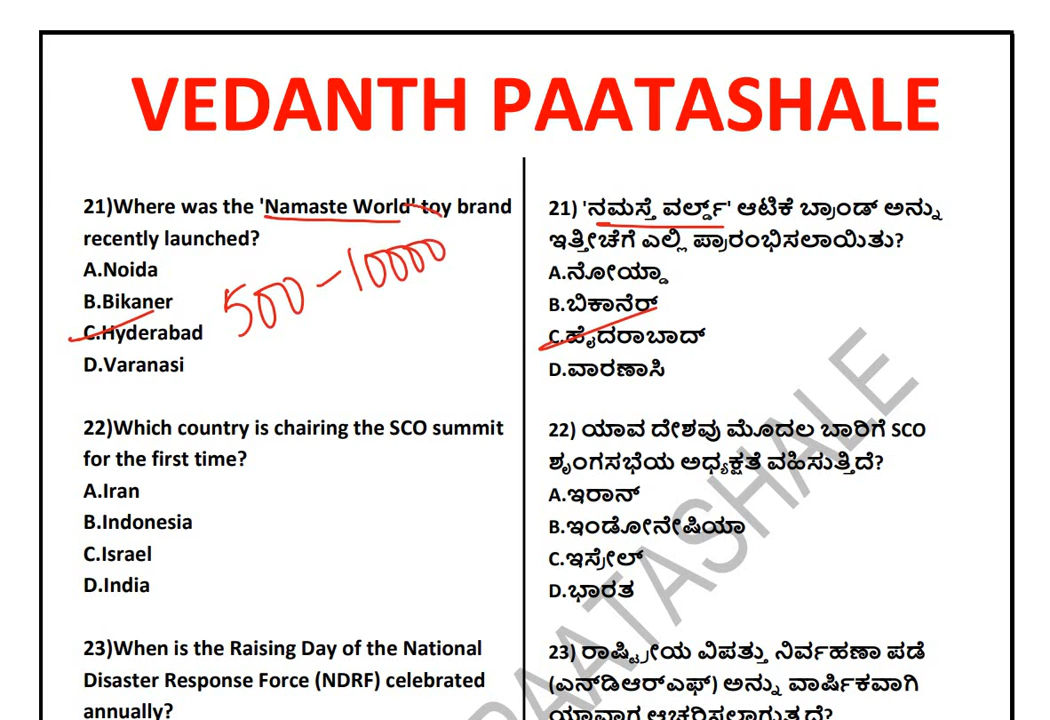 VEDANTH PAATASHALE
21)Where was the 'Namaste World' toy brand
recently launched?
A.Noida
B.Bikaner
C.Hyderabad
D.Varanasi
500-10000
22)Which country is chairing the SCO summit
for the first time?
A.Iran
B.Indonesia
C.Israel
D.India
23)When is the Raising Day of the National
Disaster Response Force (NDRF) celebrated
annually?
21) 'ನಮಸ್ತೆ ವರ್ಲ್ಡ್' ಆಟಿಕೆ ಬ್ರಾಂಡ್ ಅನ್ನು
ಇತ್ತೀಚೆಗೆ ಎಲ್ಲಿ ಪ್ರಾರಂಭಿಸಲಾಯಿತು?
A.ನೋಯ್ಡಾ
B.ಬಿಕಾನೆರ್
C.ಹೈದರಾಬಾದ್
D.ವಾರಣಾಸಿ
22) ಯಾವ ದೇಶವು ಮೊದಲ ಬಾರಿಗೆ SCO
ಶೃಂಗಸಭೆಯ ಅಧ್ಯಕ್ಷತೆ ವಹಿಸುತ್ತಿದೆ?
A.ಇರಾನ್
B.ಇಂಡೋನೇಷಿಯಾ
C.ಇಸ್ರೇಲ್
D.ಭಾರತ
23) ರಾಷ್ಟ್ರೀಯ ವಿಪತ್ತು ನಿರ್ವಹಣಾ ಪಡೆ
(ಎನ್‌ಡಿಆರ್‌ಎಫ್) ಅನ್ನು ವಾರ್ಷಿಕವಾಗಿ
ಯಾವಾಗ ಆಚರಿಸಲಾಗುತ್ತದೆ?
PAATASHALE